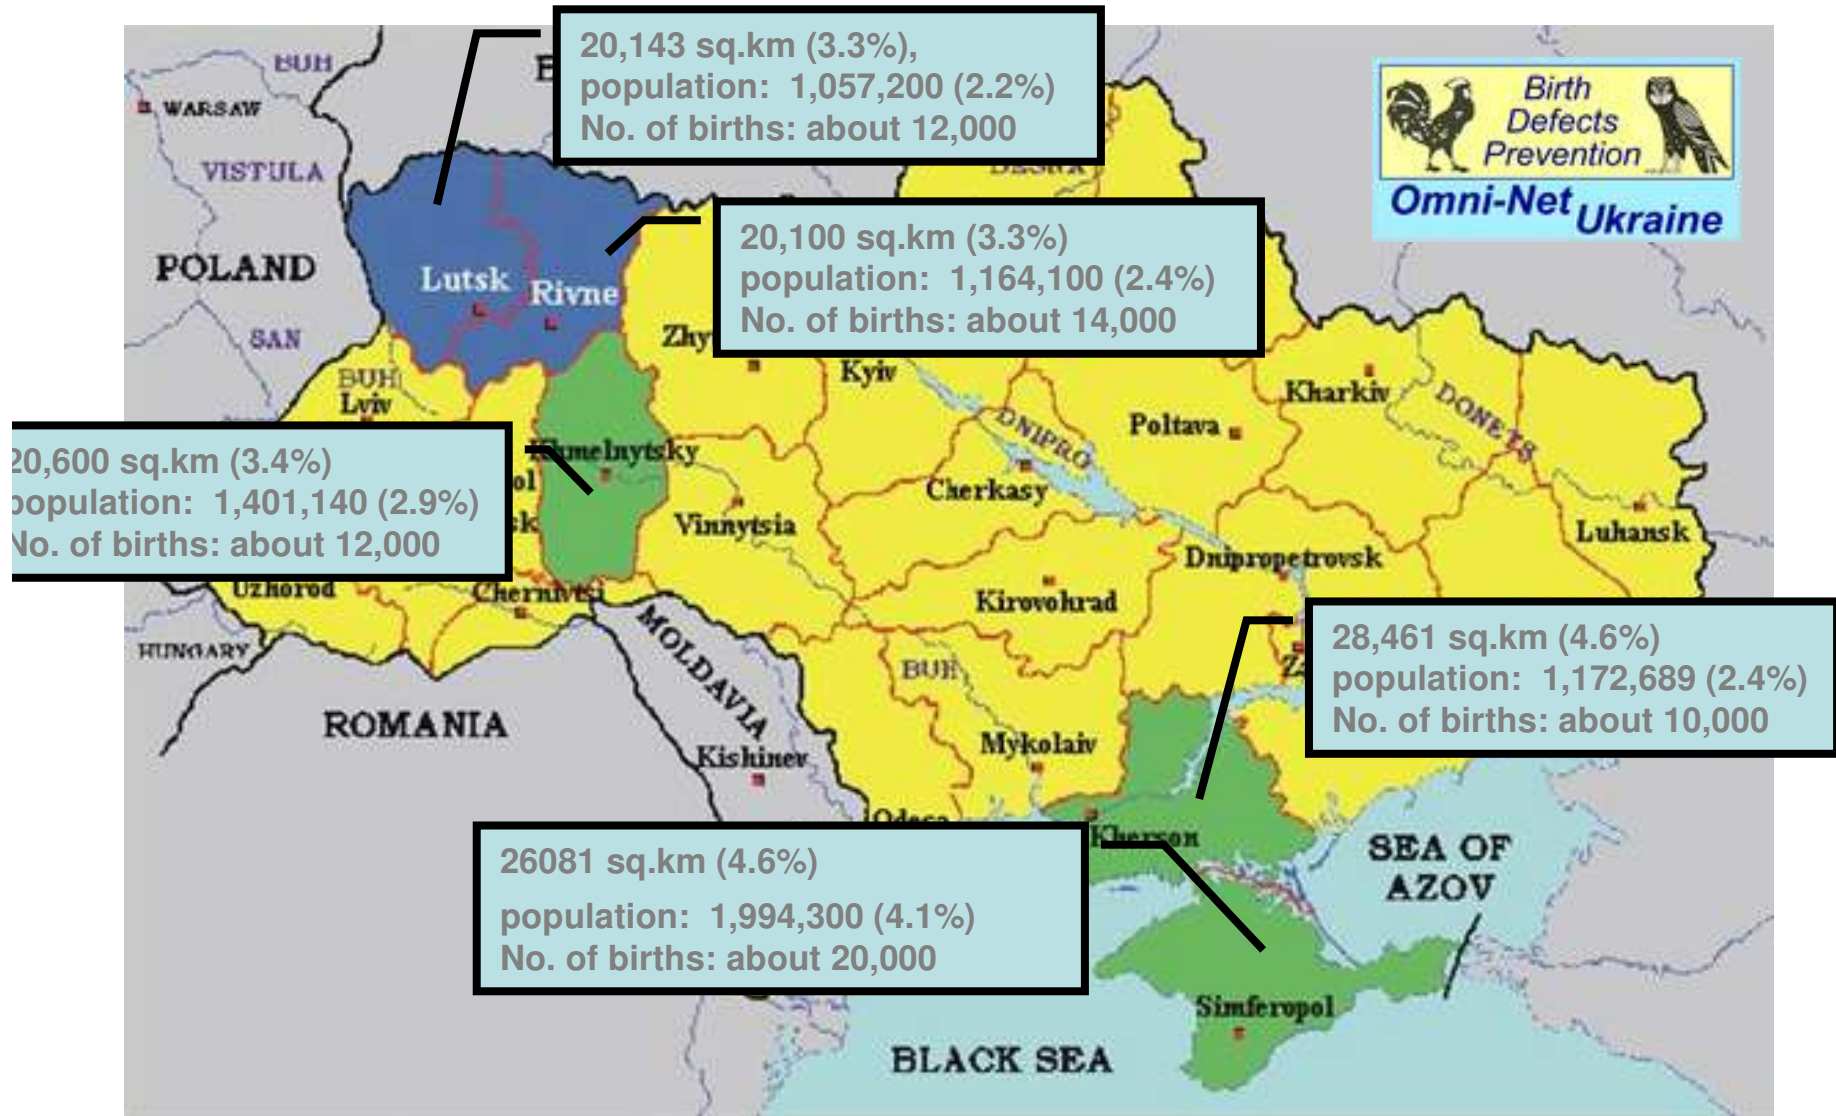 20,143 sq.km (3.3%),
population: 1,057,200 (2.2%)
No. of births: about 12,000
Birth
Defects
Prevention
Omni-Net Ukraine
BUH
WARSAW
VISTULA
DESNA
20,100 sq.km (3.3%)
population: 1,164,100 (2.4%)
No. of births: about 14,000
POLAND
Lutsk
Rivne
SAN
Zhy
Kyiv
BUH
Lviv
Kharkiv
DONETS
DNIPRO
Poltava
20,600 sq.km (3.4%)
population: 1,401,140 (2.9%)
No. of births: about 12,000
Khmelnytsky
ol
sk
Vinnytsia
Cherkasy
Luhansk
Dnipropetrovsk
Uzhorod
Chernivtsi
Kirovohrad
HUNGARY
MOLDAVIA
BUH
28,461 sq.km (4.6%)
population: 1,172,689 (2.4%)
No. of births: about 10,000
ROMANIA
Kishinev
Mykolaiv
Odesa
Kherson
26081 sq.km (4.6%)
population: 1,994,300 (4.1%)
No. of births: about 20,000
SEA OF
AZOV
Simferopol
BLACK SEA